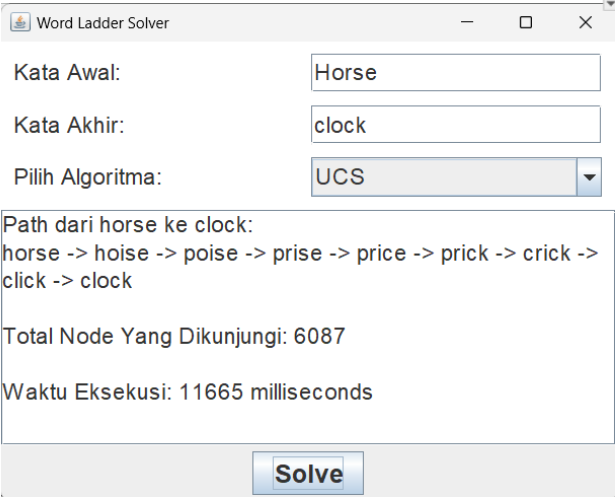 Word Ladder Solver
Kata Awal: Horse
Kata Akhir: clock
Pilih Algoritma: UCS
Path dari horse ke clock:
horse -> hoise -> poise -> prise -> price -> prick -> crick ->
click -> clock
Total Node Yang Dikunjungi: 6087
Waktu Eksekusi: 11665 milliseconds
Solve